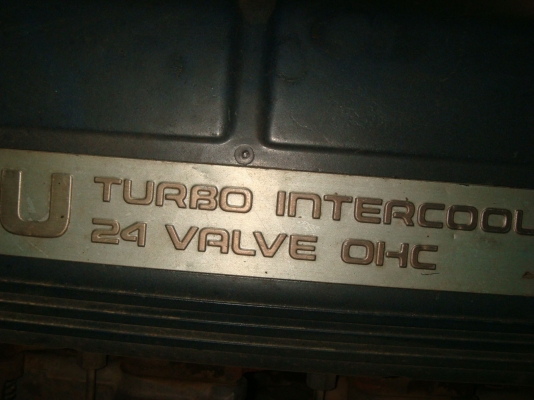 U TURBO INTERCOOL
24 VALVE OHC